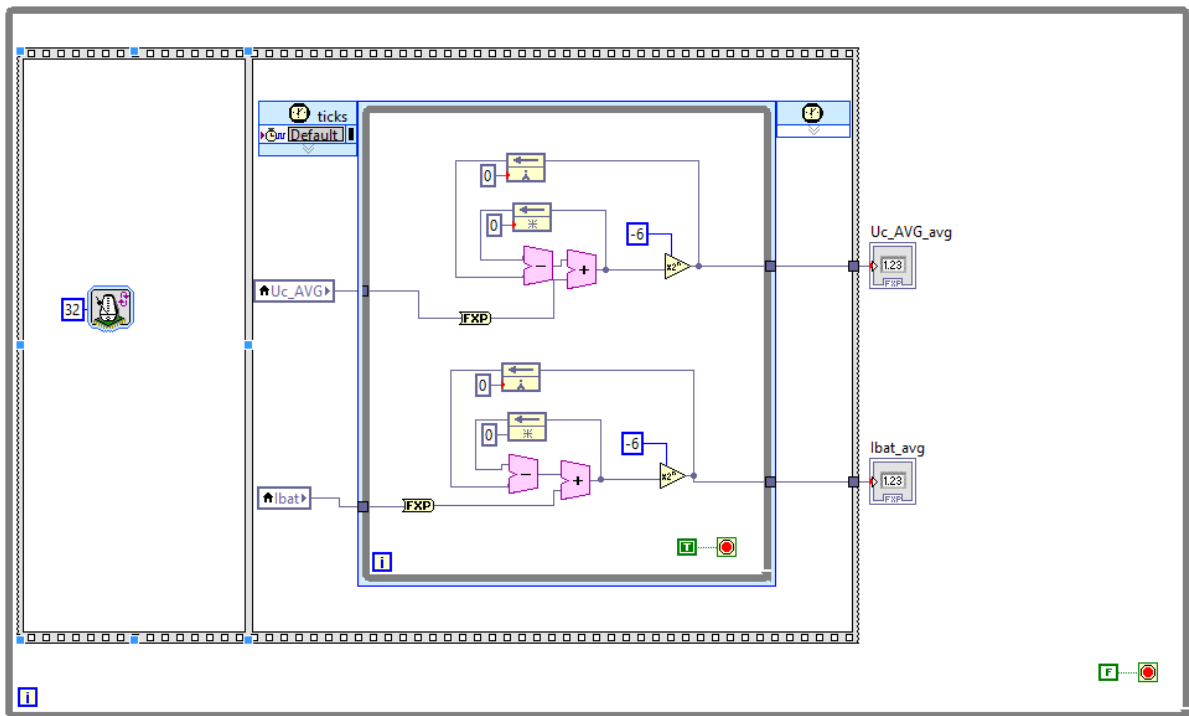 ticks
Default
0
0
-6
Uc_AVG_avg
1.23
FXP
32
Uc_AVG
FXP
0
0
-6
Ibat_avg
1.23
FXP
Ibat
FXP
T
i
F
i